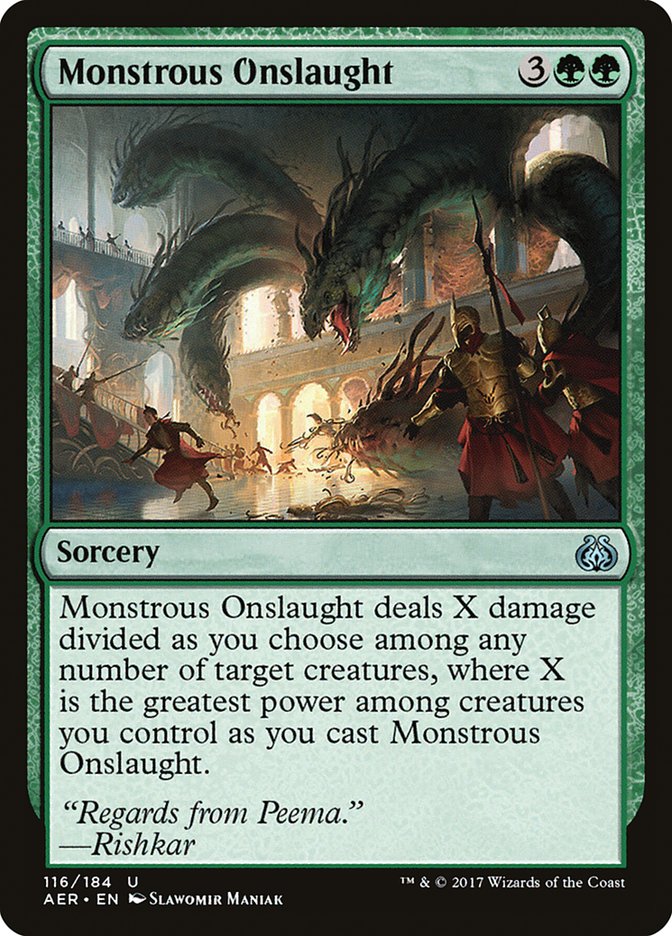 Monstrous Onslaught 3
Sorcery
Monstrous Onslaught deals X damage
divided as you choose among any
number of target creatures, where X
is the greatest power among creatures
you control as you cast Monstrous
Onslaught.
“Regards from Peema.”
—Rishkar
116/184 U
™ & © 2017 Wizards of the Coast
AER • EN Slawomir Maniak